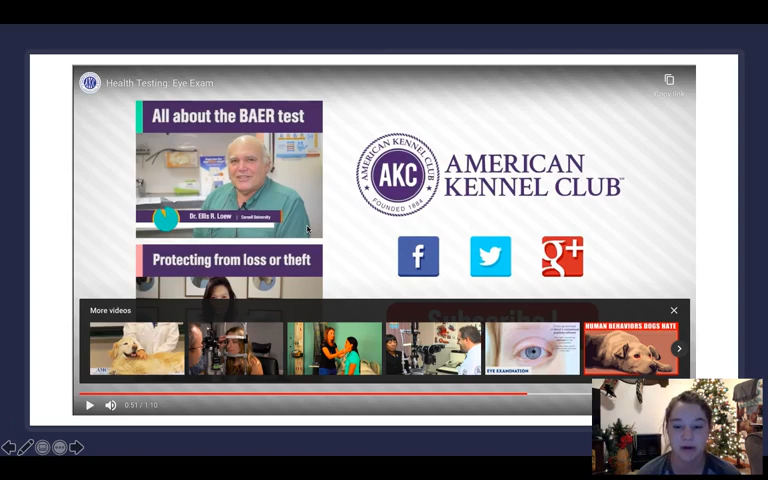 Health Testing: Eye Exam
Copy link
All about the BAER test
Dr. Ellis R. Loew | Cornell University
AMERICAN KENNEL CLUB
AKC
FOUNDED 1884
AMERICAN
KENNEL CLUB
f
g+
Protecting from loss or theft
Subscribe!
More videos
HUMAN BEHAVIORS DOGS HATE
EYE EXAMINATION
0:51 / 1:10